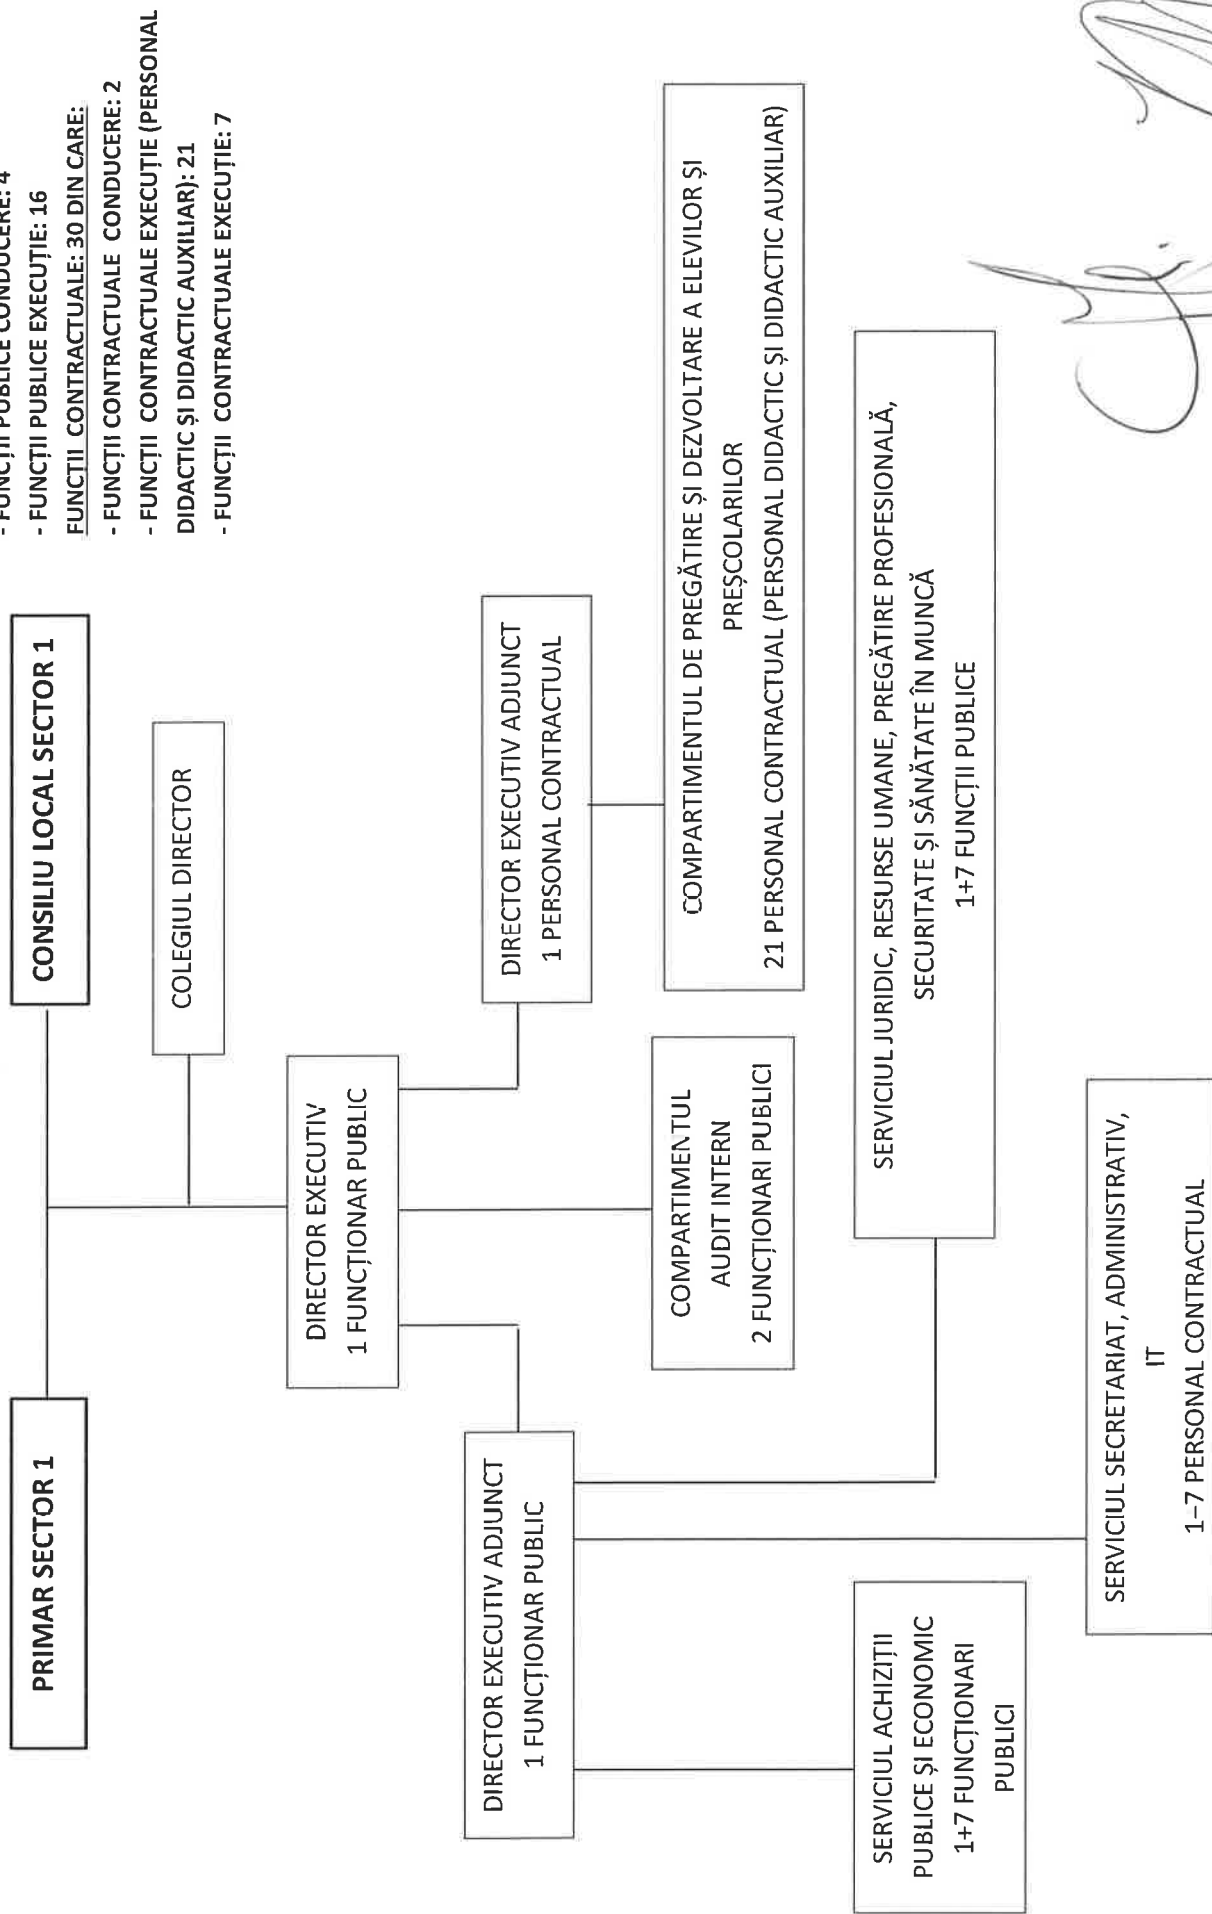 - FUNCȚII PUBLICE CONDUCERE: 4
- FUNCȚII PUBLICE EXECUȚIE: 16
FUNCȚII CONTRACTUALE: 30 DIN CARE:
- FUNCȚII CONTRACTUALE CONDUCERE: 2
- FUNCȚII CONTRACTUALE EXECUȚIE (PERSONAL
DIDACTIC ȘI DIDACTIC AUXILIAR): 21
- FUNCȚII CONTRACTUALE EXECUȚIE: 7
PRIMAR SECTOR 1
CONSILIU LOCAL SECTOR 1
COLEGIUL DIRECTOR
DIRECTOR EXECUTIV
1 FUNCȚIONAR PUBLIC
DIRECTOR EXECUTIV ADJUNCT
1 FUNCȚIONAR PUBLIC
DIRECTOR EXECUTIV ADJUNCT
1 PERSONAL CONTRACTUAL
COMPARTIMENTUL
AUDIT INTERN
2 FUNCȚIONARI PUBLICI
COMPARTIMENTUL DE PREGĂTIRE ȘI DEZVOLTARE A ELEVILOR ȘI
PREȘCOLARILOR
21 PERSONAL CONTRACTUAL (PERSONAL DIDACTIC ȘI DIDACTIC AUXILIAR)
SERVICIUL ACHIZIȚII
PUBLICE ȘI ECONOMIC
1+7 FUNCȚIONARI
PUBLICI
SERVICIUL JURIDIC, RESURSE UMANE, PREGĂTIRE PROFESIONALĂ,
SECURITATE ȘI SĂNĂTATE ÎN MUNCĂ
1+7 FUNCȚII PUBLICE
SERVICIUL SECRETARIAT, ADMINISTRATIV,
IT
1–7 PERSONAL CONTRACTUAL